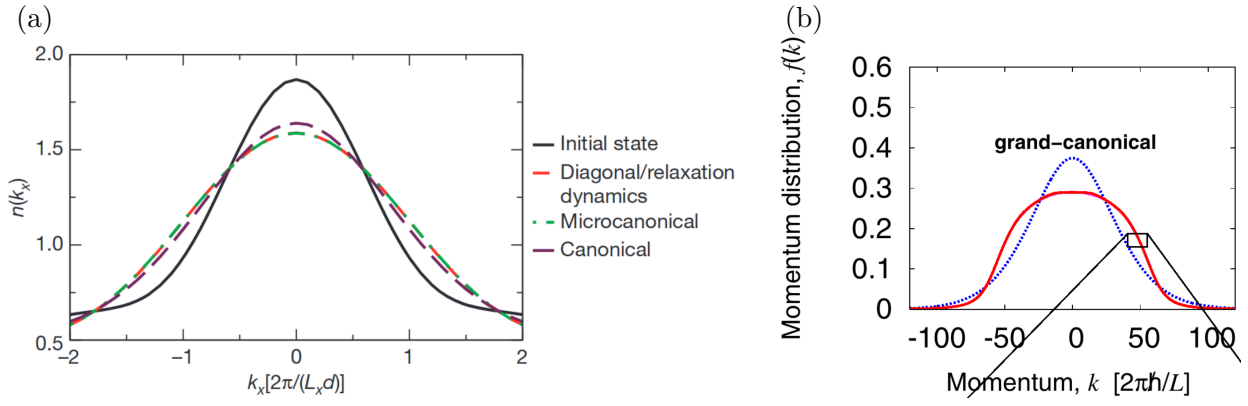 (a)
2.0
1.5
1.0
0.5
n(kₓ)
−2
−1
0
1
2
kₓ[2π/(Lₓd)]
Initial state
Diagonal/relaxation
dynamics
Microcanonical
Canonical
(b)
Momentum distribution, f(k)
0.6
0.5
0.4
0.3
0.2
0.1
0
grand−canonical
-100
-50
0
50
100
Momentum, k [2πħ/L]